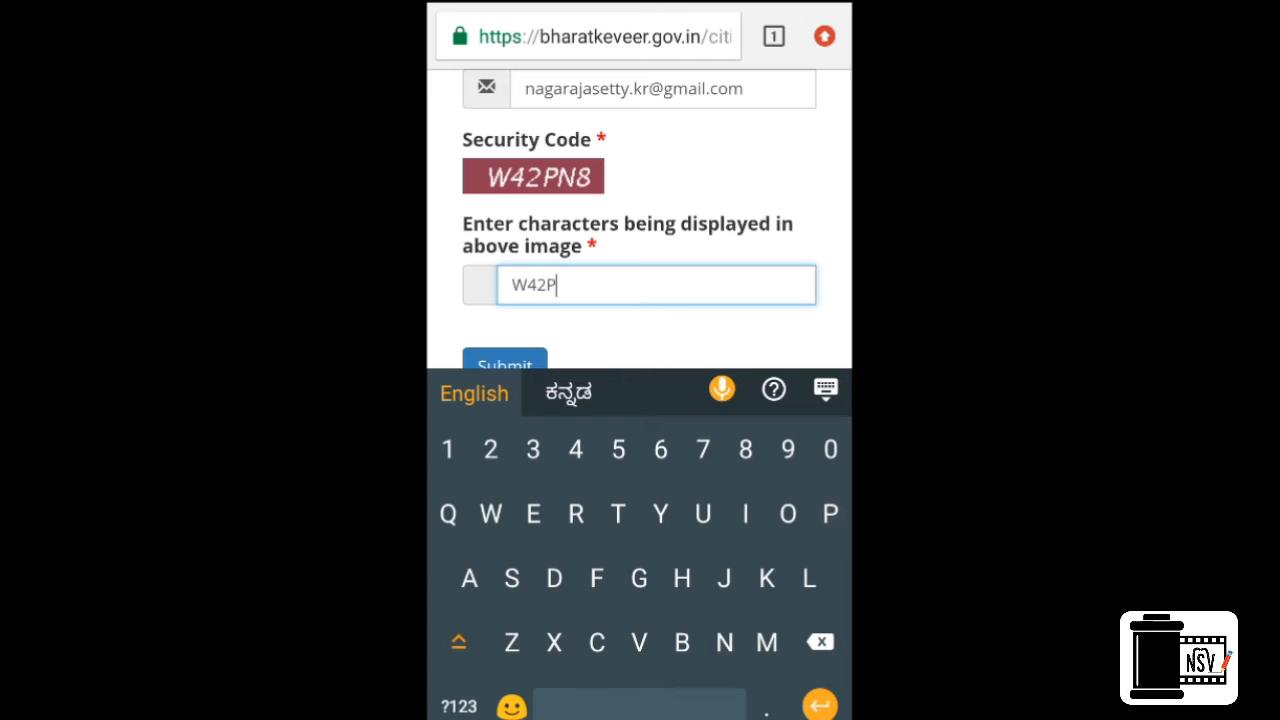 https://bharatkeveer.gov.in/citi
1
nagarajasetty.kr@gmail.com
Security Code *
W42PN8
Enter characters being displayed in
above image *
W42P
Submit
English ಕನ್ನಡ ?
1 2 3 4 5 6 7 8 9 0
Q W E R T Y U I O P
A S D F G H J K L
Z X C V B N M
?123 .
NSV